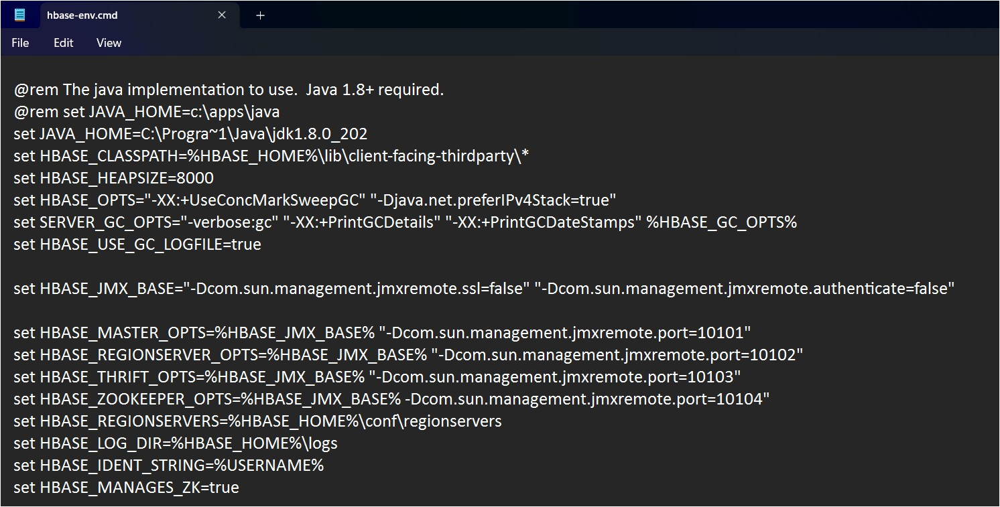 hbase-env.cmd
File Edit View
@rem The java implementation to use.  Java 1.8+ required.
@rem set JAVA_HOME=c:\apps\java
set JAVA_HOME=C:\Progra~1\Java\jdk1.8.0_202
set HBASE_CLASSPATH=%HBASE_HOME%\lib\client-facing-thirdparty\*
set HBASE_HEAPSIZE=8000
set HBASE_OPTS="-XX:+UseConcMarkSweepGC" "-Djava.net.preferIPv4Stack=true"
set SERVER_GC_OPTS="-verbose:gc" "-XX:+PrintGCDetails" "-XX:+PrintGCDateStamps" %HBASE_GC_OPTS%
set HBASE_USE_GC_LOGFILE=true
set HBASE_JMX_BASE="-Dcom.sun.management.jmxremote.ssl=false" "-Dcom.sun.management.jmxremote.authenticate=false"
set HBASE_MASTER_OPTS=%HBASE_JMX_BASE% "-Dcom.sun.management.jmxremote.port=10101"
set HBASE_REGIONSERVER_OPTS=%HBASE_JMX_BASE% "-Dcom.sun.management.jmxremote.port=10102"
set HBASE_THRIFT_OPTS=%HBASE_JMX_BASE% "-Dcom.sun.management.jmxremote.port=10103"
set HBASE_ZOOKEEPER_OPTS=%HBASE_JMX_BASE% -Dcom.sun.management.jmxremote.port=10104"
set HBASE_REGIONSERVERS=%HBASE_HOME%\conf\regionservers
set HBASE_LOG_DIR=%HBASE_HOME%\logs
set HBASE_IDENT_STRING=%USERNAME%
set HBASE_MANAGES_ZK=true